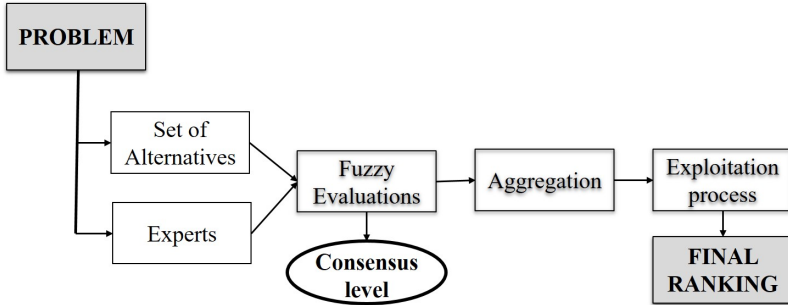 PROBLEM
Set of
Alternatives
Experts
Fuzzy
Evaluations
Consensus
level
Aggregation
Exploitation
process
FINAL
RANKING